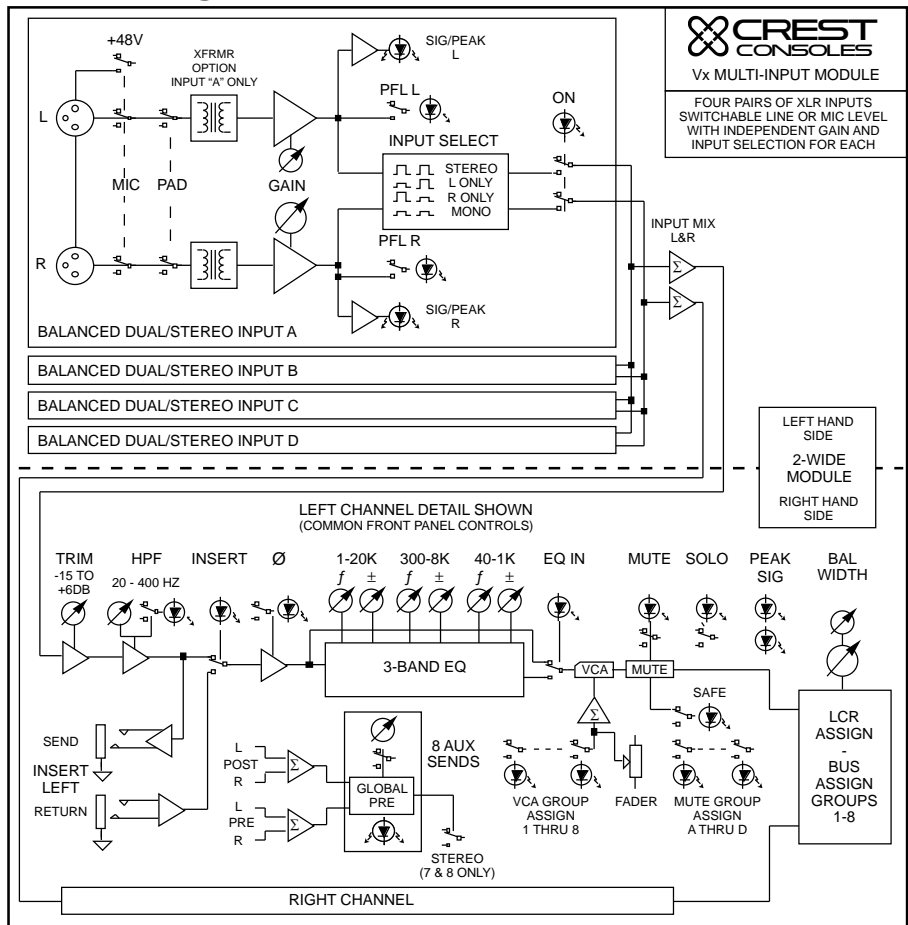 CREST
CONSOLES
Vx MULTI-INPUT MODULE
FOUR PAIRS OF XLR INPUTS
SWITCHABLE LINE OR MIC LEVEL
WITH INDEPENDENT GAIN AND
INPUT SELECTION FOR EACH
+48V
XFRMR
OPTION
INPUT "A" ONLY
SIG/PEAK
L
PFL L
ON
L
INPUT SELECT
STEREO
L ONLY
R ONLY
MONO
MIC
PAD
GAIN
INPUT MIX
L&R
Σ
Σ
PFL R
R
SIG/PEAK
R
BALANCED DUAL/STEREO INPUT A
BALANCED DUAL/STEREO INPUT B
BALANCED DUAL/STEREO INPUT C
BALANCED DUAL/STEREO INPUT D
LEFT HAND
SIDE
2-WIDE
MODULE
RIGHT HAND
SIDE
LEFT CHANNEL DETAIL SHOWN
(COMMON FRONT PANEL CONTROLS)
TRIM
-15 TO
+6DB
HPF
20 - 400 HZ
INSERT
Ø
1-20K
ƒ ±
300-8K
ƒ ±
40-1K
ƒ ±
EQ IN
MUTE
SOLO
PEAK
SIG
BAL
WIDTH
3-BAND EQ
VCA
MUTE
SEND
INSERT
LEFT
RETURN
L
POST
R
Σ
L
PRE
R
Σ
GLOBAL
PRE
8 AUX
SENDS
STEREO
(7 & 8 ONLY)
Σ
VCA GROUP
ASSIGN
1 THRU 8
FADER
SAFE
MUTE GROUP
ASSIGN
A THRU D
LCR
ASSIGN
-
BUS
ASSIGN
GROUPS
1-8
RIGHT CHANNEL